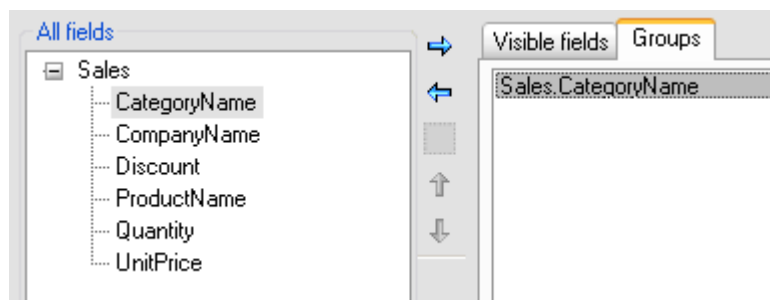 All fields
Sales
CategoryName
CompanyName
Discount
ProductName
Quantity
UnitPrice
Visible fields
Groups
Sales.CategoryName